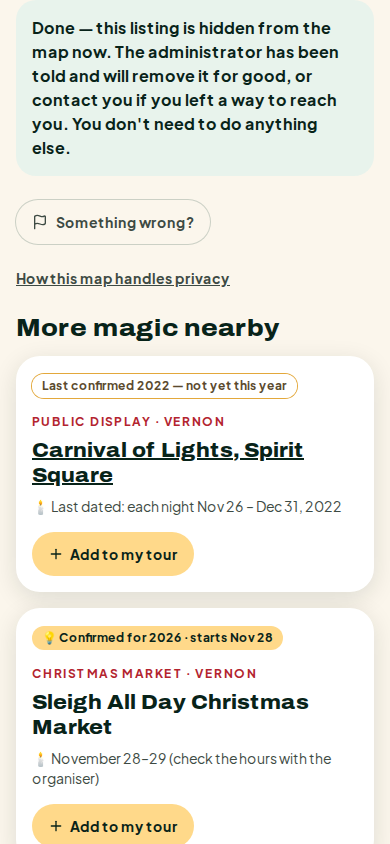 Done — this listing is hidden from the
map now. The administrator has been
told and will remove it for good, or
contact you if you left a way to reach
you. You don't need to do anything
else.
Something wrong?
How this map handles privacy
More magic nearby
Last confirmed 2022 — not yet this year
PUBLIC DISPLAY · VERNON
Carnival of Lights, Spirit
Square
🕯️ Last dated: each night Nov 26 – Dec 31, 2022
+ Add to my tour
💡 Confirmed for 2026 · starts Nov 28
CHRISTMAS MARKET · VERNON
Sleigh All Day Christmas
Market
🕯️ November 28–29 (check the hours with the
organiser)
+ Add to my tour